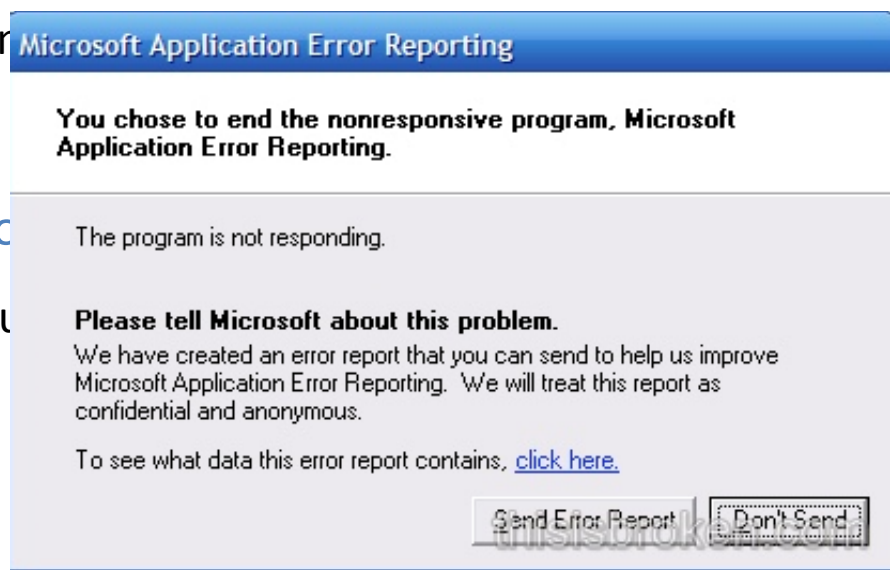 Microsoft Application Error Reporting
You chose to end the nonresponsive program, Microsoft
Application Error Reporting.
The program is not responding.
Please tell Microsoft about this problem.
We have created an error report that you can send to help us improve
Microsoft Application Error Reporting.  We will treat this report as
confidential and anonymous.
To see what data this error report contains, click here.
Send Error Report Don't Send
thisisbroken.com